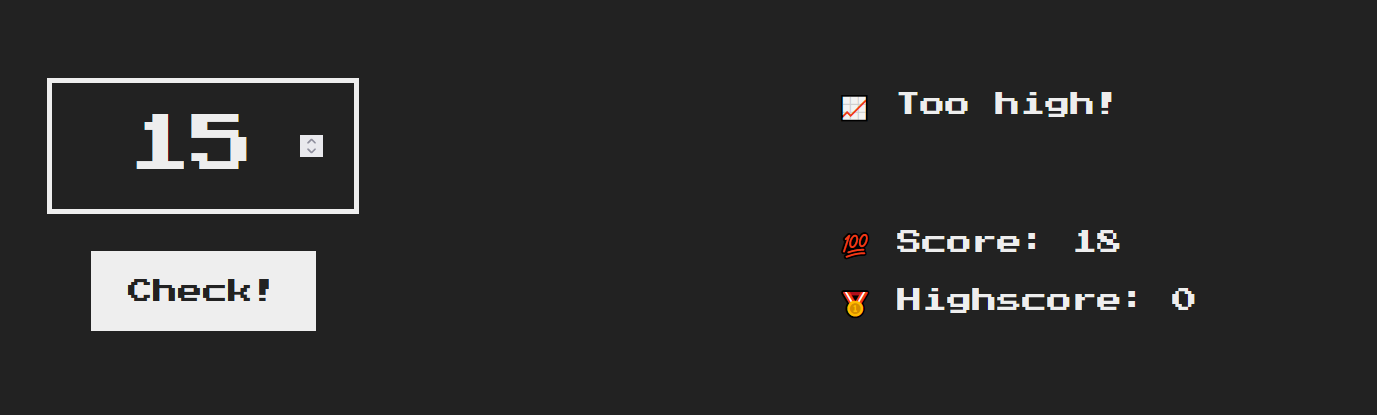 15
Check!
📈 Too high!
💯 Score: 18
🥇 Highscore: 0